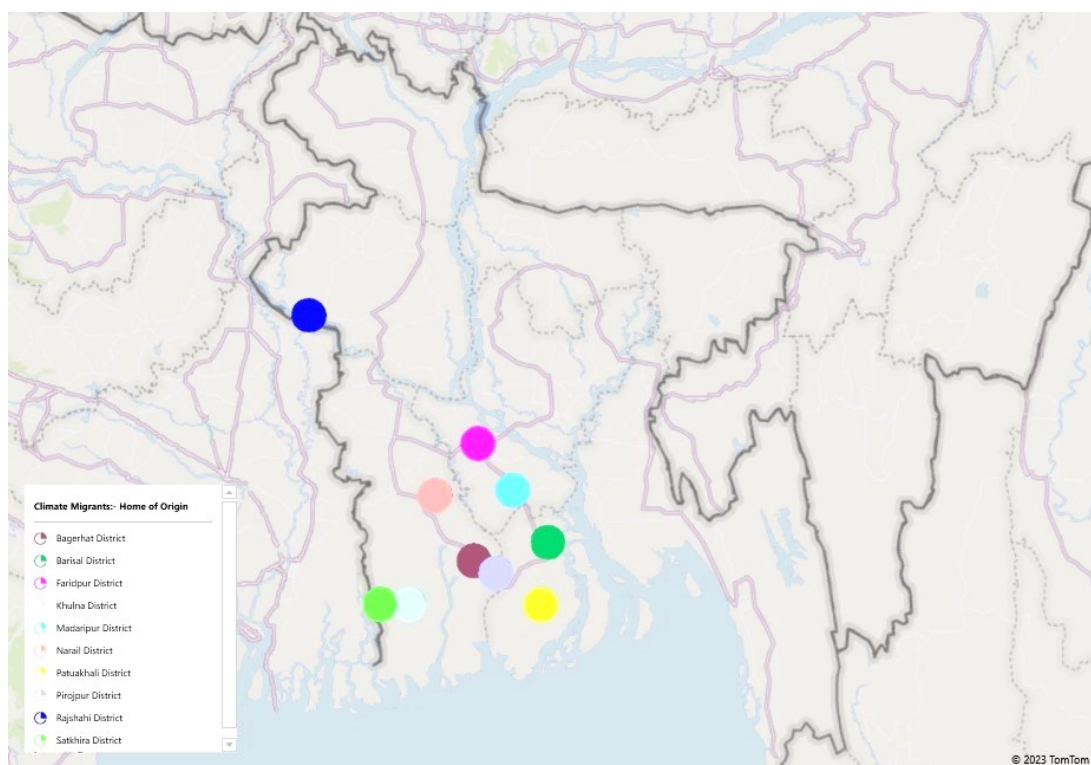 Climate Migrants:- Home of Origin
Bagerhat District
Barisal District
Faridpur District
Khulna District
Madaripur District
Narail District
Patuakhali District
Pirojpur District
Rajshahi District
Satkhira District
© 2023 TomTom